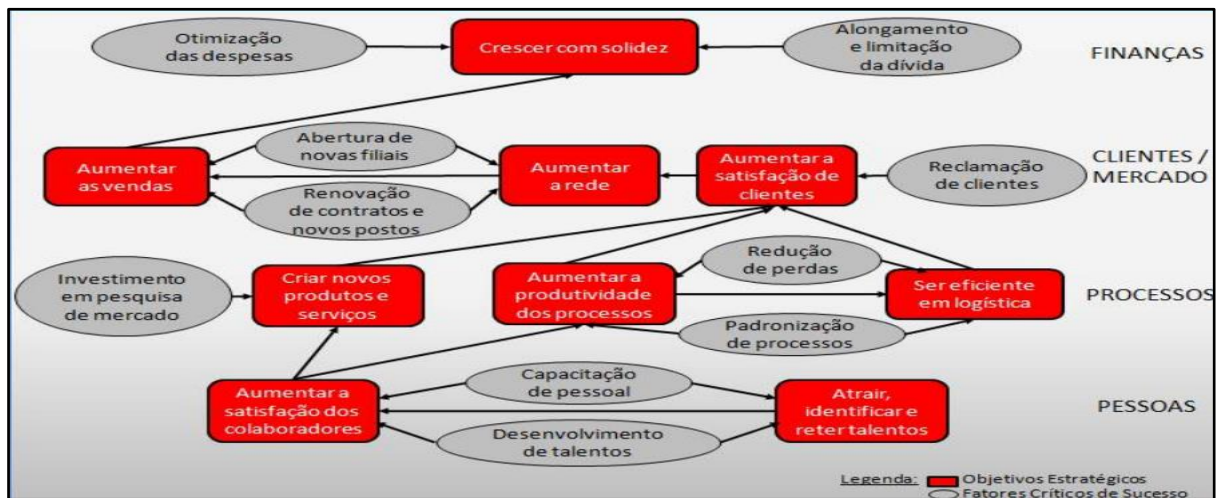 Otimização
das despesas
Crescer com solidez
Alongamento
e limitação
da dívida
FINANÇAS
Aumentar
as vendas
Abertura de
novas filiais
Renovação
de contratos e
novos postos
Aumentar
a rede
Aumentar a
satisfação de
clientes
Reclamação
de clientes
CLIENTES /
MERCADO
Investimento
em pesquisa
de mercado
Criar novos
produtos e
serviços
Aumentar a
produtividade
dos processos
Redução
de perdas
Padronização
de processos
Ser eficiente
em logística
PROCESSOS
Aumentar a
satisfação dos
colaboradores
Capacitação
de pessoal
Desenvolvimento
de talentos
Atrair,
identificar e
reter talentos
PESSOAS
Legenda:
Objetivos Estratégicos
Fatores Críticos de Sucesso